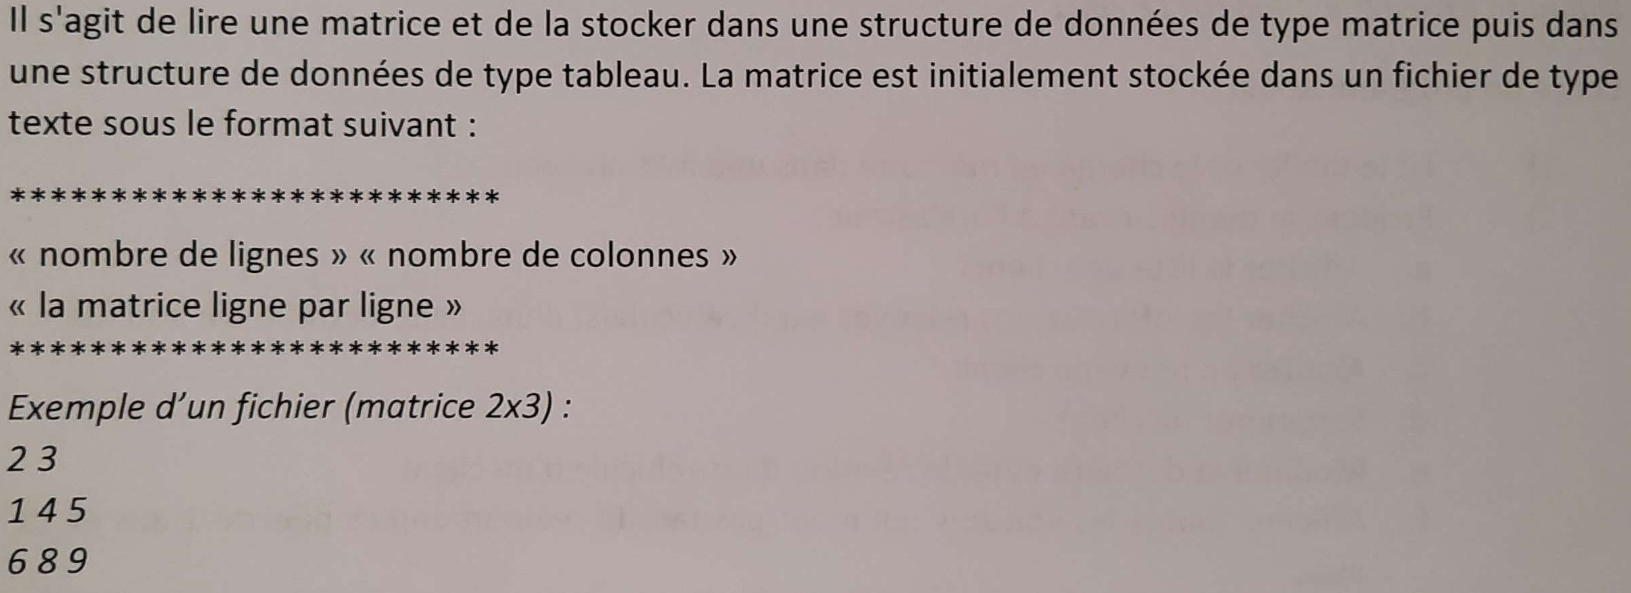 Il s'agit de lire une matrice et de la stocker dans une structure de données de type matrice puis dans
une structure de données de type tableau. La matrice est initialement stockée dans un fichier de type
texte sous le format suivant :
*************************
« nombre de lignes » « nombre de colonnes »
« la matrice ligne par ligne »
*************************
Exemple d'un fichier (matrice 2x3) :
2 3
1 4 5
6 8 9